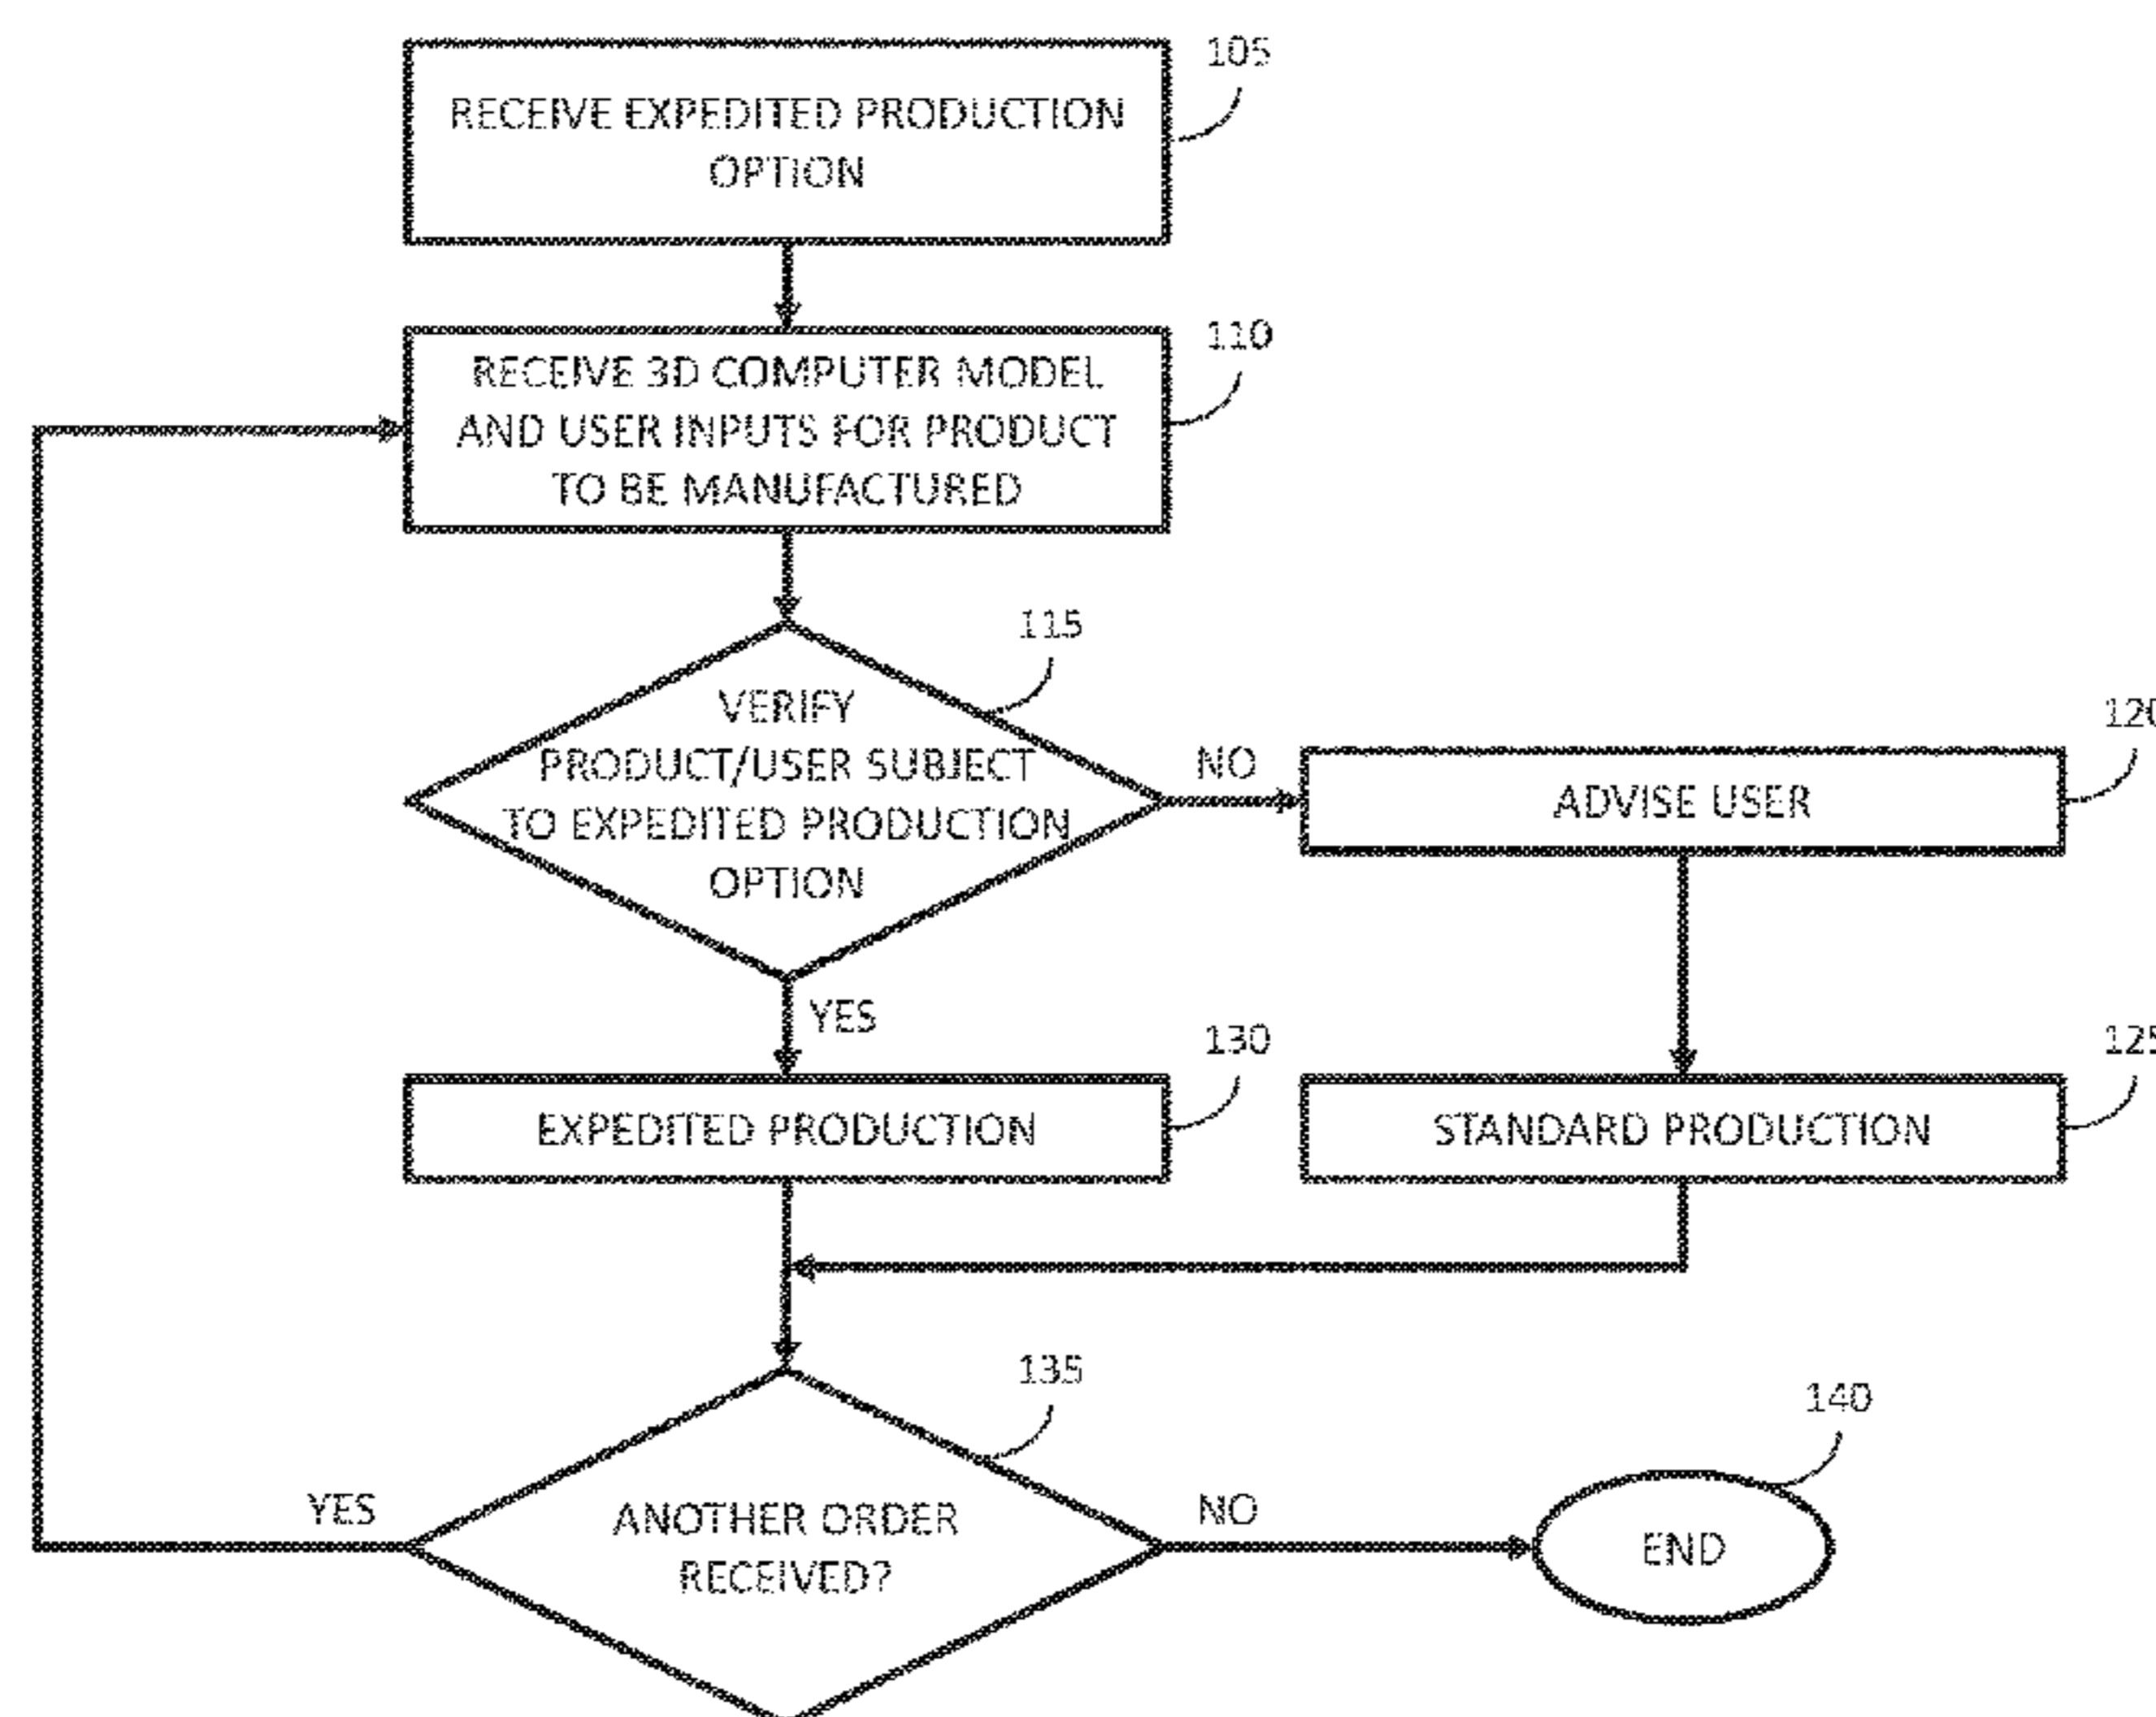 105
RECEIVE EXPEDITED PRODUCTION
OPTION
110
RECEIVE 3D COMPUTER MODEL
AND USER INPUTS FOR PRODUCT
TO BE MANUFACTURED
115
VERIFY
PRODUCT/USER SUBJECT
TO EXPEDITED PRODUCTION
OPTION
NO
120
ADVISE USER
YES
130
EXPEDITED PRODUCTION
125
STANDARD PRODUCTION
135
ANOTHER ORDER
RECEIVED?
YES
NO
140
END